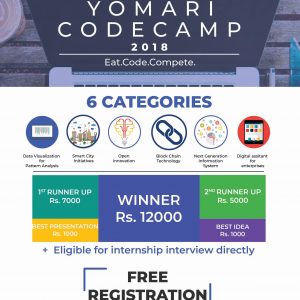 YOMARI
CODECAMP
2018
Eat.Code.Compete.
6 CATEGORIES
Data Visualization
for
Pattern Analysis
Smart City
Initiatives
Open
Innovation
Block Chain
Technology
Next Generation
Information
System
Digital assitant
for
enterprises
1ST RUNNER UP
Rs. 7000
WINNER
Rs. 12000
2ND RUNNER UP
Rs. 5000
BEST PRESENTATION
Rs. 1000
BEST IDEA
Rs. 1000
+ Eligible for internship interview directly
FREE
REGISTRATION